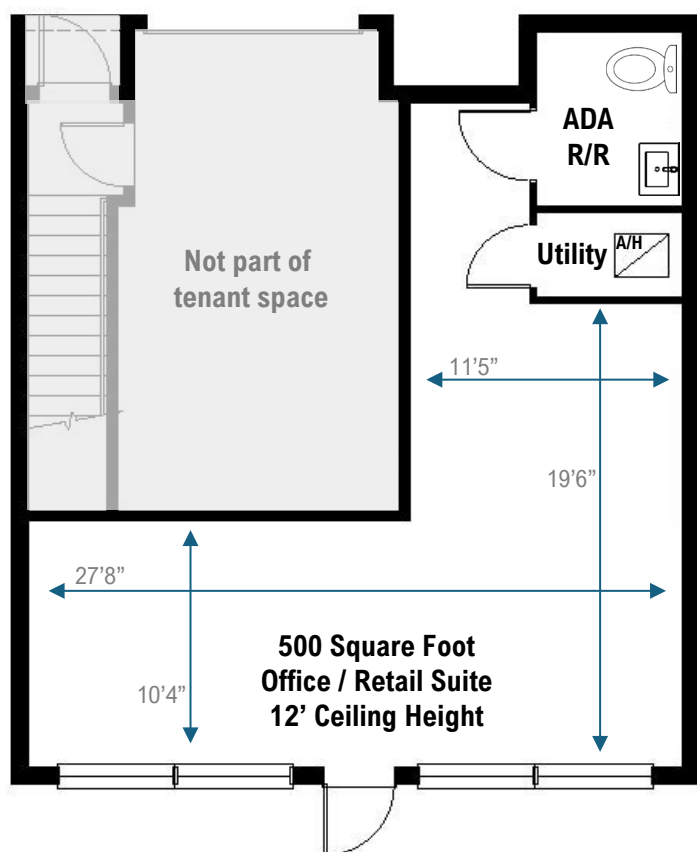 ADA
R/R
Utility
A/H
Not part of
tenant space
11’5”
19’6”
27’8”
10’4”
500 Square Foot
Office / Retail Suite
12’ Ceiling Height